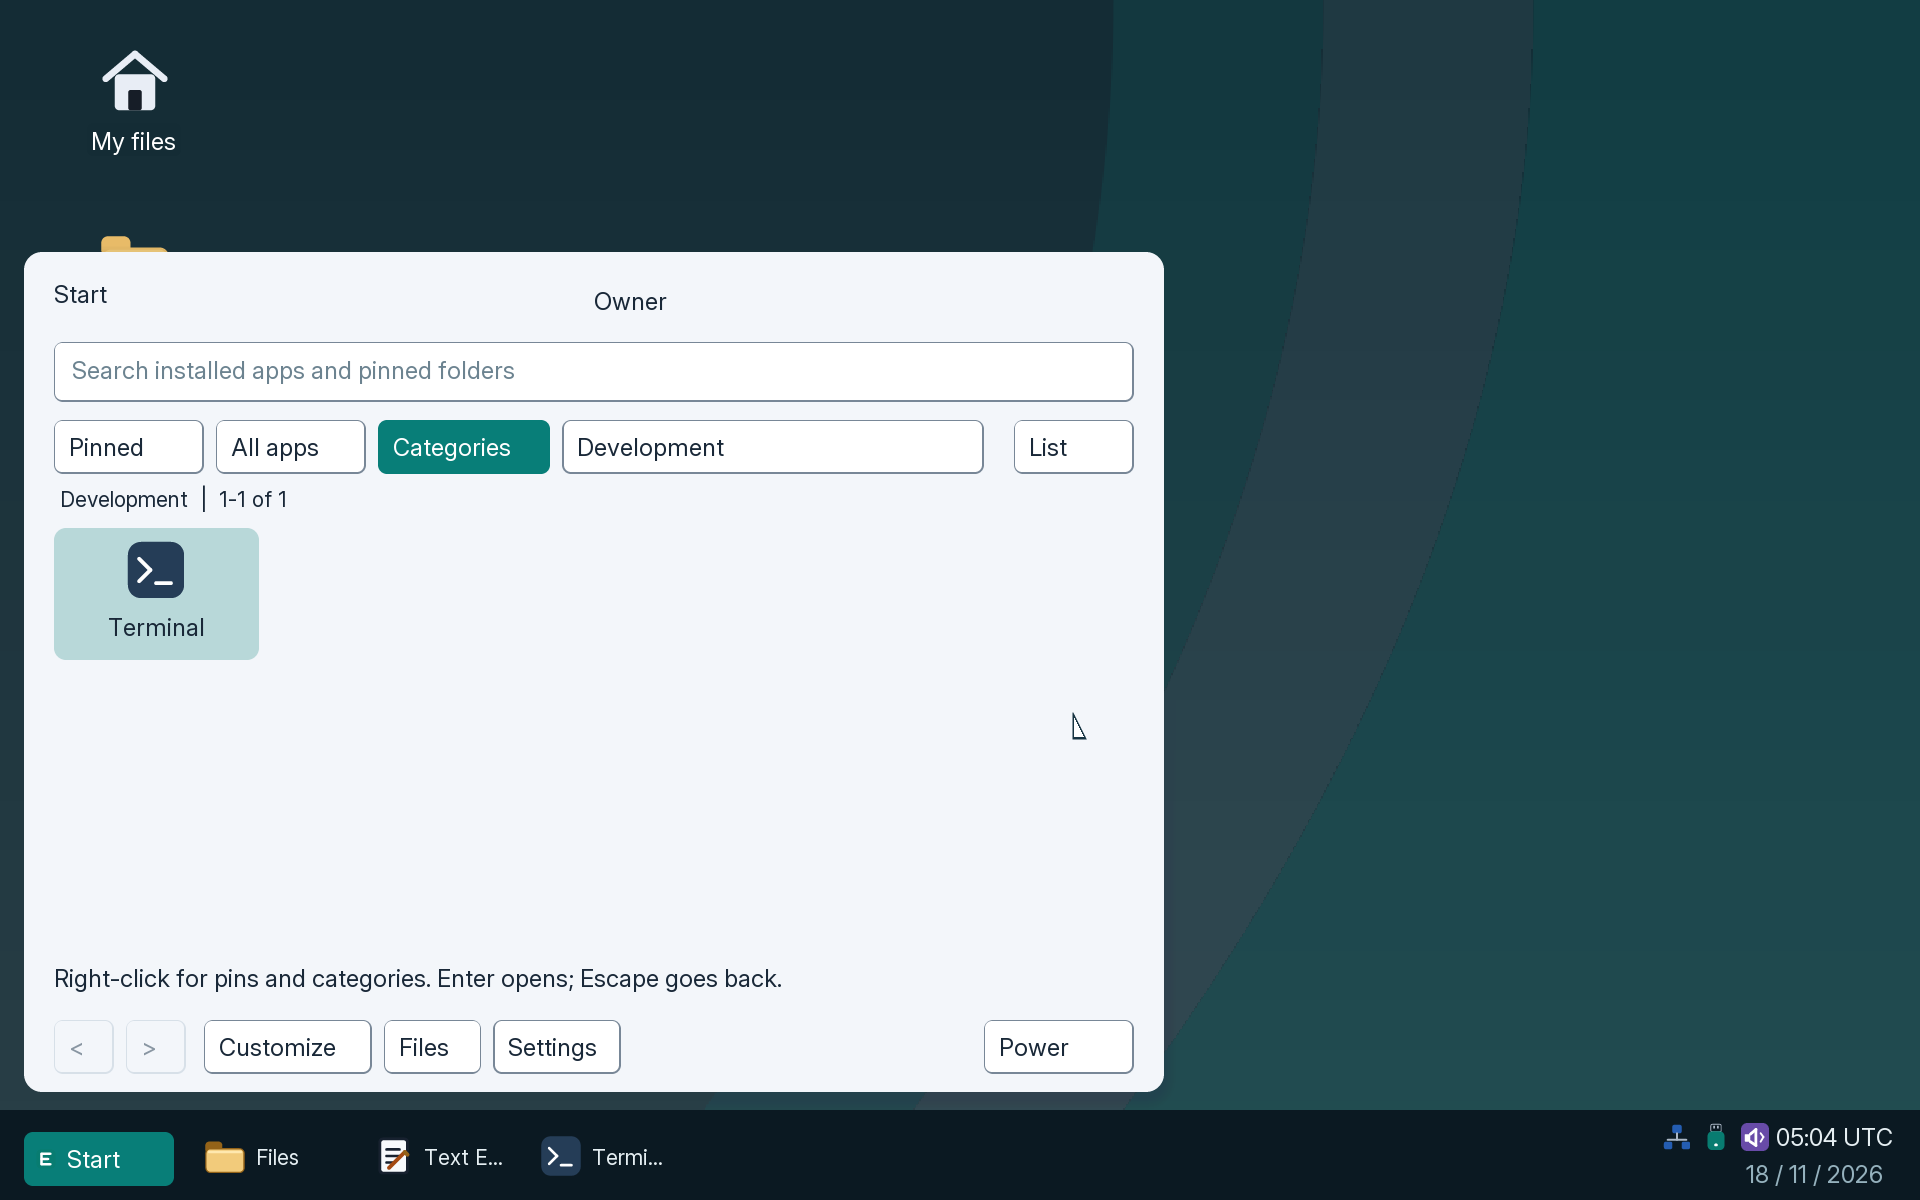 My files
Start
Owner
Search installed apps and pinned folders
Pinned
All apps
Categories
Development
List
Development | 1-1 of 1
Terminal
Right-click for pins and categories. Enter opens; Escape goes back.
<
>
Customize
Files
Settings
Power
E Start
Files
Text E...
Termi...
05:04 UTC
18 / 11 / 2026